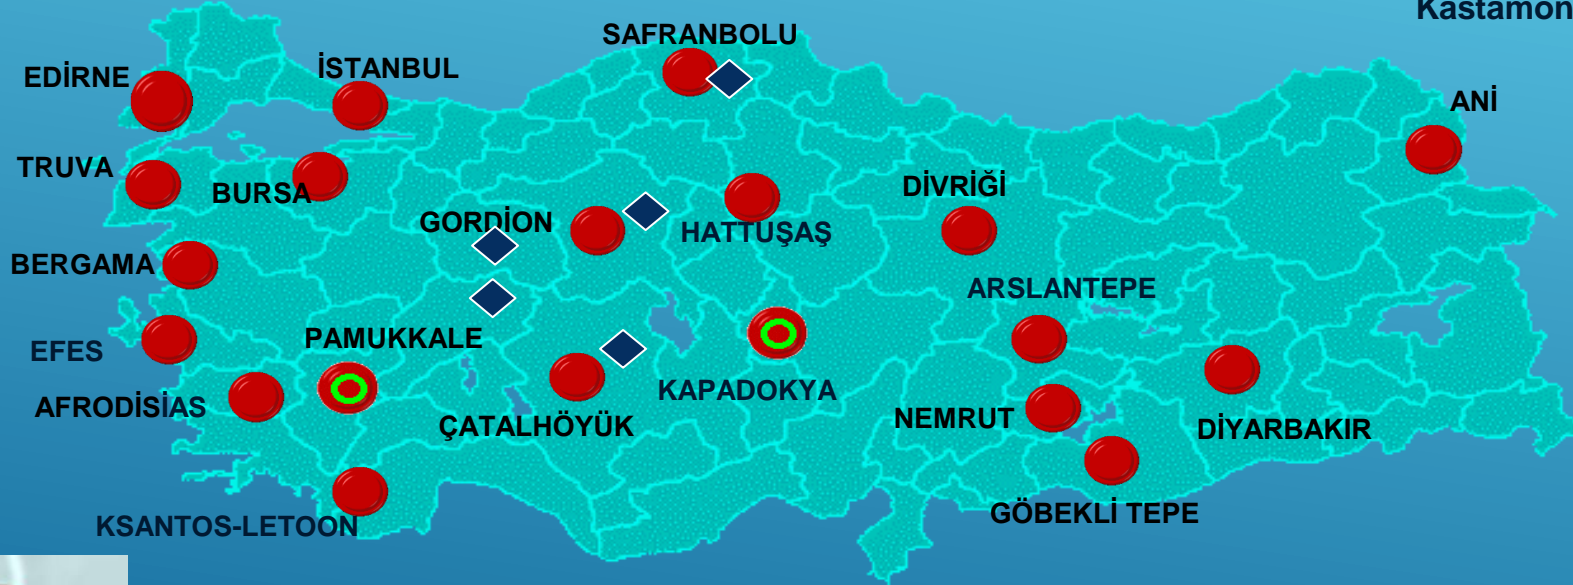 Kastamon
SAFRANBOLU
EDİRNE
İSTANBUL
ANİ
TRUVA
BURSA
DİVRİĞİ
GORDİON
HATTUŞAŞ
BERGAMA
ARSLANTEPE
PAMUKKALE
EFES
KAPADOKYA
AFRODİSİAS
ÇATALHÖYÜK
NEMRUT
DİYARBAKIR
GÖBEKLİ TEPE
KSANTOS-LETOON